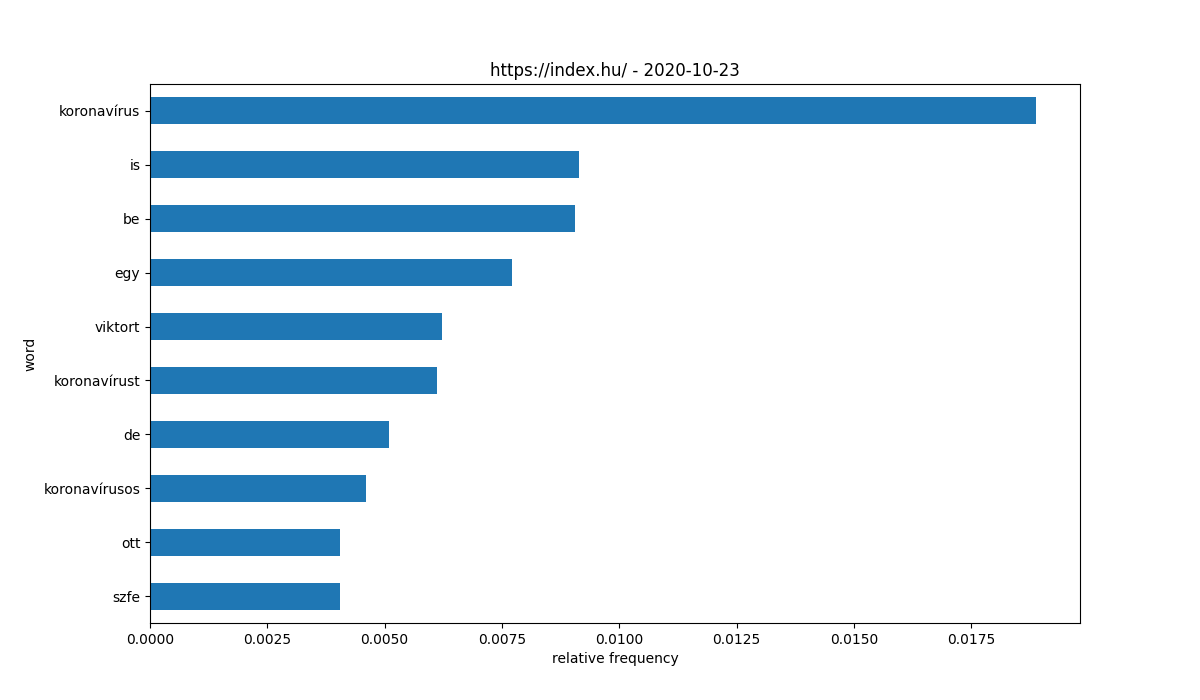 https://index.hu/ - 2020-10-23
koronavírus
is
be
egy
viktort
koronavírust
de
koronavírusos
ott
szfe
word
0.0000 0.0025 0.0050 0.0075 0.0100 0.0125 0.0150 0.0175
relative frequency